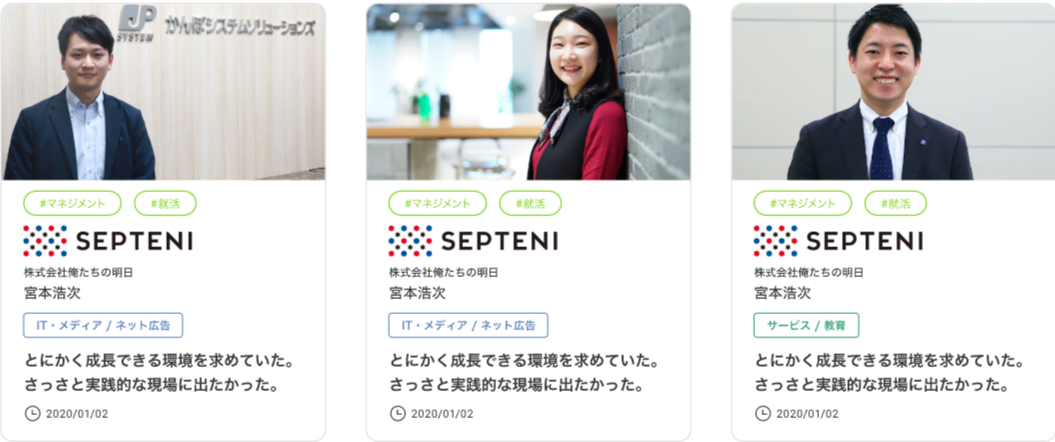 JP
SYSTEM
かんぽシステムソリューションズ
#マネジメント #就活
SEPTENI
株式会社俺たちの明日
宮本浩次
IT・メディア / ネット広告
とにかく成長できる環境を求めていた。
さっさと実践的な現場に出たかった。
2020/01/02
#マネジメント #就活
SEPTENI
株式会社俺たちの明日
宮本浩次
IT・メディア / ネット広告
とにかく成長できる環境を求めていた。
さっさと実践的な現場に出たかった。
2020/01/02
#マネジメント #就活
SEPTENI
株式会社俺たちの明日
宮本浩次
サービス / 教育
とにかく成長できる環境を求めていた。
さっさと実践的な現場に出たかった。
2020/01/02